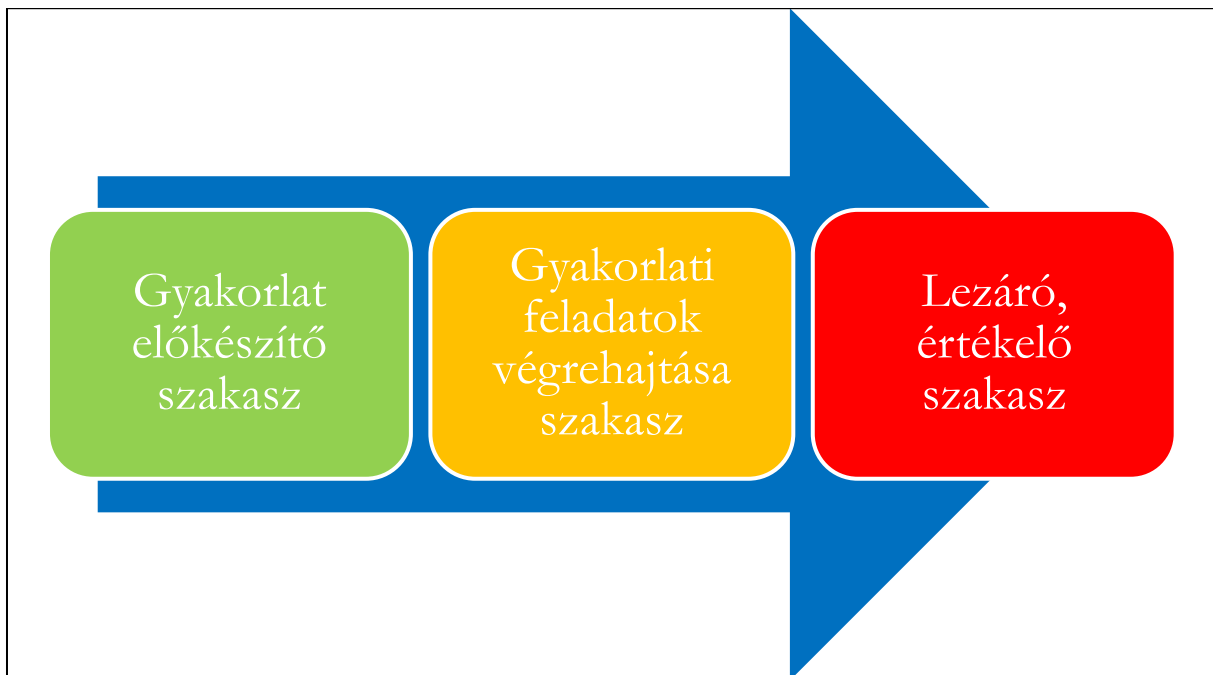 Gyakorlat
előkészítő
szakasz
Gyakorlati
feladatok
végrehajtása
szakasz
Lezáró,
értékelő
szakasz